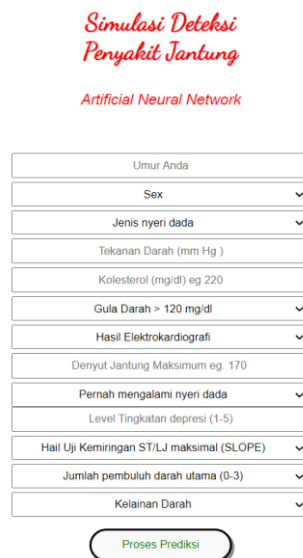 Simulasi Deteksi
Penyakit Jantung
Artificial Neural Network
Umur Anda
Sex
Jenis nyeri dada
Tekanan Darah (mm Hg )
Kolesterol (mg/dl) eg 220
Gula Darah > 120 mg/dl
Hasil Elektrokardiografi
Denyut Jantung Maksimum eg. 170
Pernah mengalami nyeri dada
Level Tingkatan depresi (1-5)
Hail Uji Kemiringan ST/LJ maksimal (SLOPE)
Jumlah pembuluh darah utama (0-3)
Kelainan Darah
Proses Prediksi